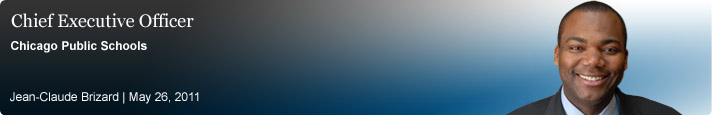 Chief Executive Officer
Chicago Public Schools
Jean-Claude Brizard | May 26, 2011